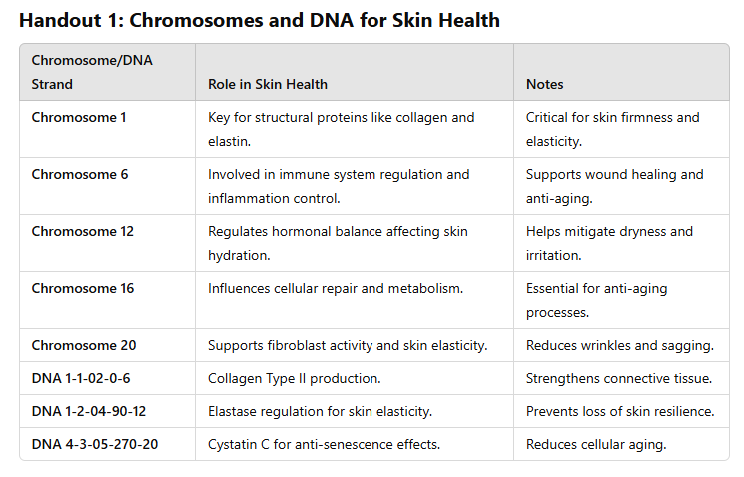 Handout 1: Chromosomes and DNA for Skin Health
Chromosome/DNA
Strand
Role in Skin Health
Notes
Chromosome 1
Key for structural proteins like collagen and
elastin.
Critical for skin firmness and
elasticity.
Chromosome 6
Involved in immune system regulation and
inflammation control.
Supports wound healing and
anti-aging.
Chromosome 12
Regulates hormonal balance affecting skin
hydration.
Helps mitigate dryness and
irritation.
Chromosome 16
Influences cellular repair and metabolism.
Essential for anti-aging
processes.
Chromosome 20
Supports fibroblast activity and skin elasticity.
Reduces wrinkles and sagging.
DNA 1-1-02-0-6
Collagen Type II production.
Strengthens connective tissue.
DNA 1-2-04-90-12
Elastase regulation for skin elasticity.
Prevents loss of skin resilience.
DNA 4-3-05-270-20
Cystatin C for anti-senescence effects.
Reduces cellular aging.